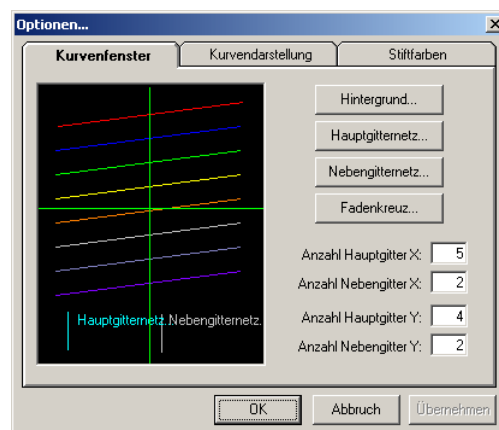 Optionen...
Kurvenfenster
Kurvendarstellung
Stiftfarben
Hintergrund...
Hauptgitternetz...
Nebengitternetz...
Fadenkreuz...
Anzahl Hauptgitter X: 5
Anzahl Nebengitter X: 2
Anzahl Hauptgitter Y: 4
Anzahl Nebengitter Y: 2
Hauptgitternetz.
Nebengitternetz.
OK
Abbruch
Übernehmen